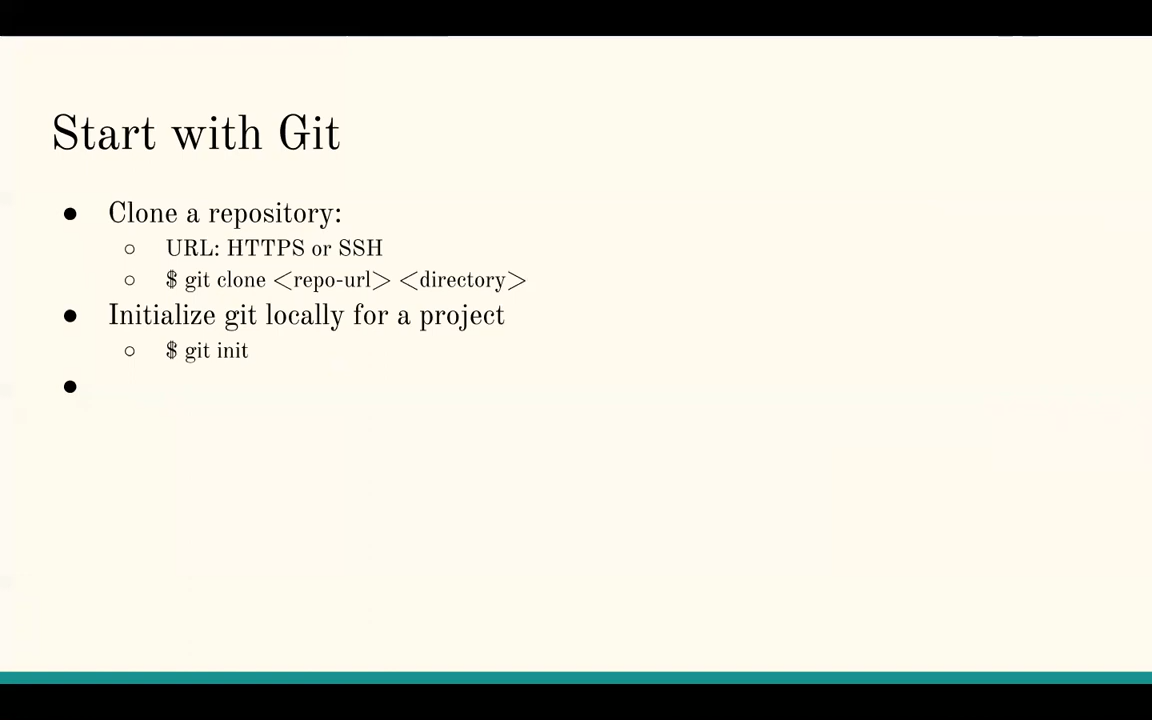 Start with Git
● Clone a repository:
○ URL: HTTPS or SSH
○ $ git clone <repo-url> <directory>
● Initialize git locally for a project
○ $ git init
●